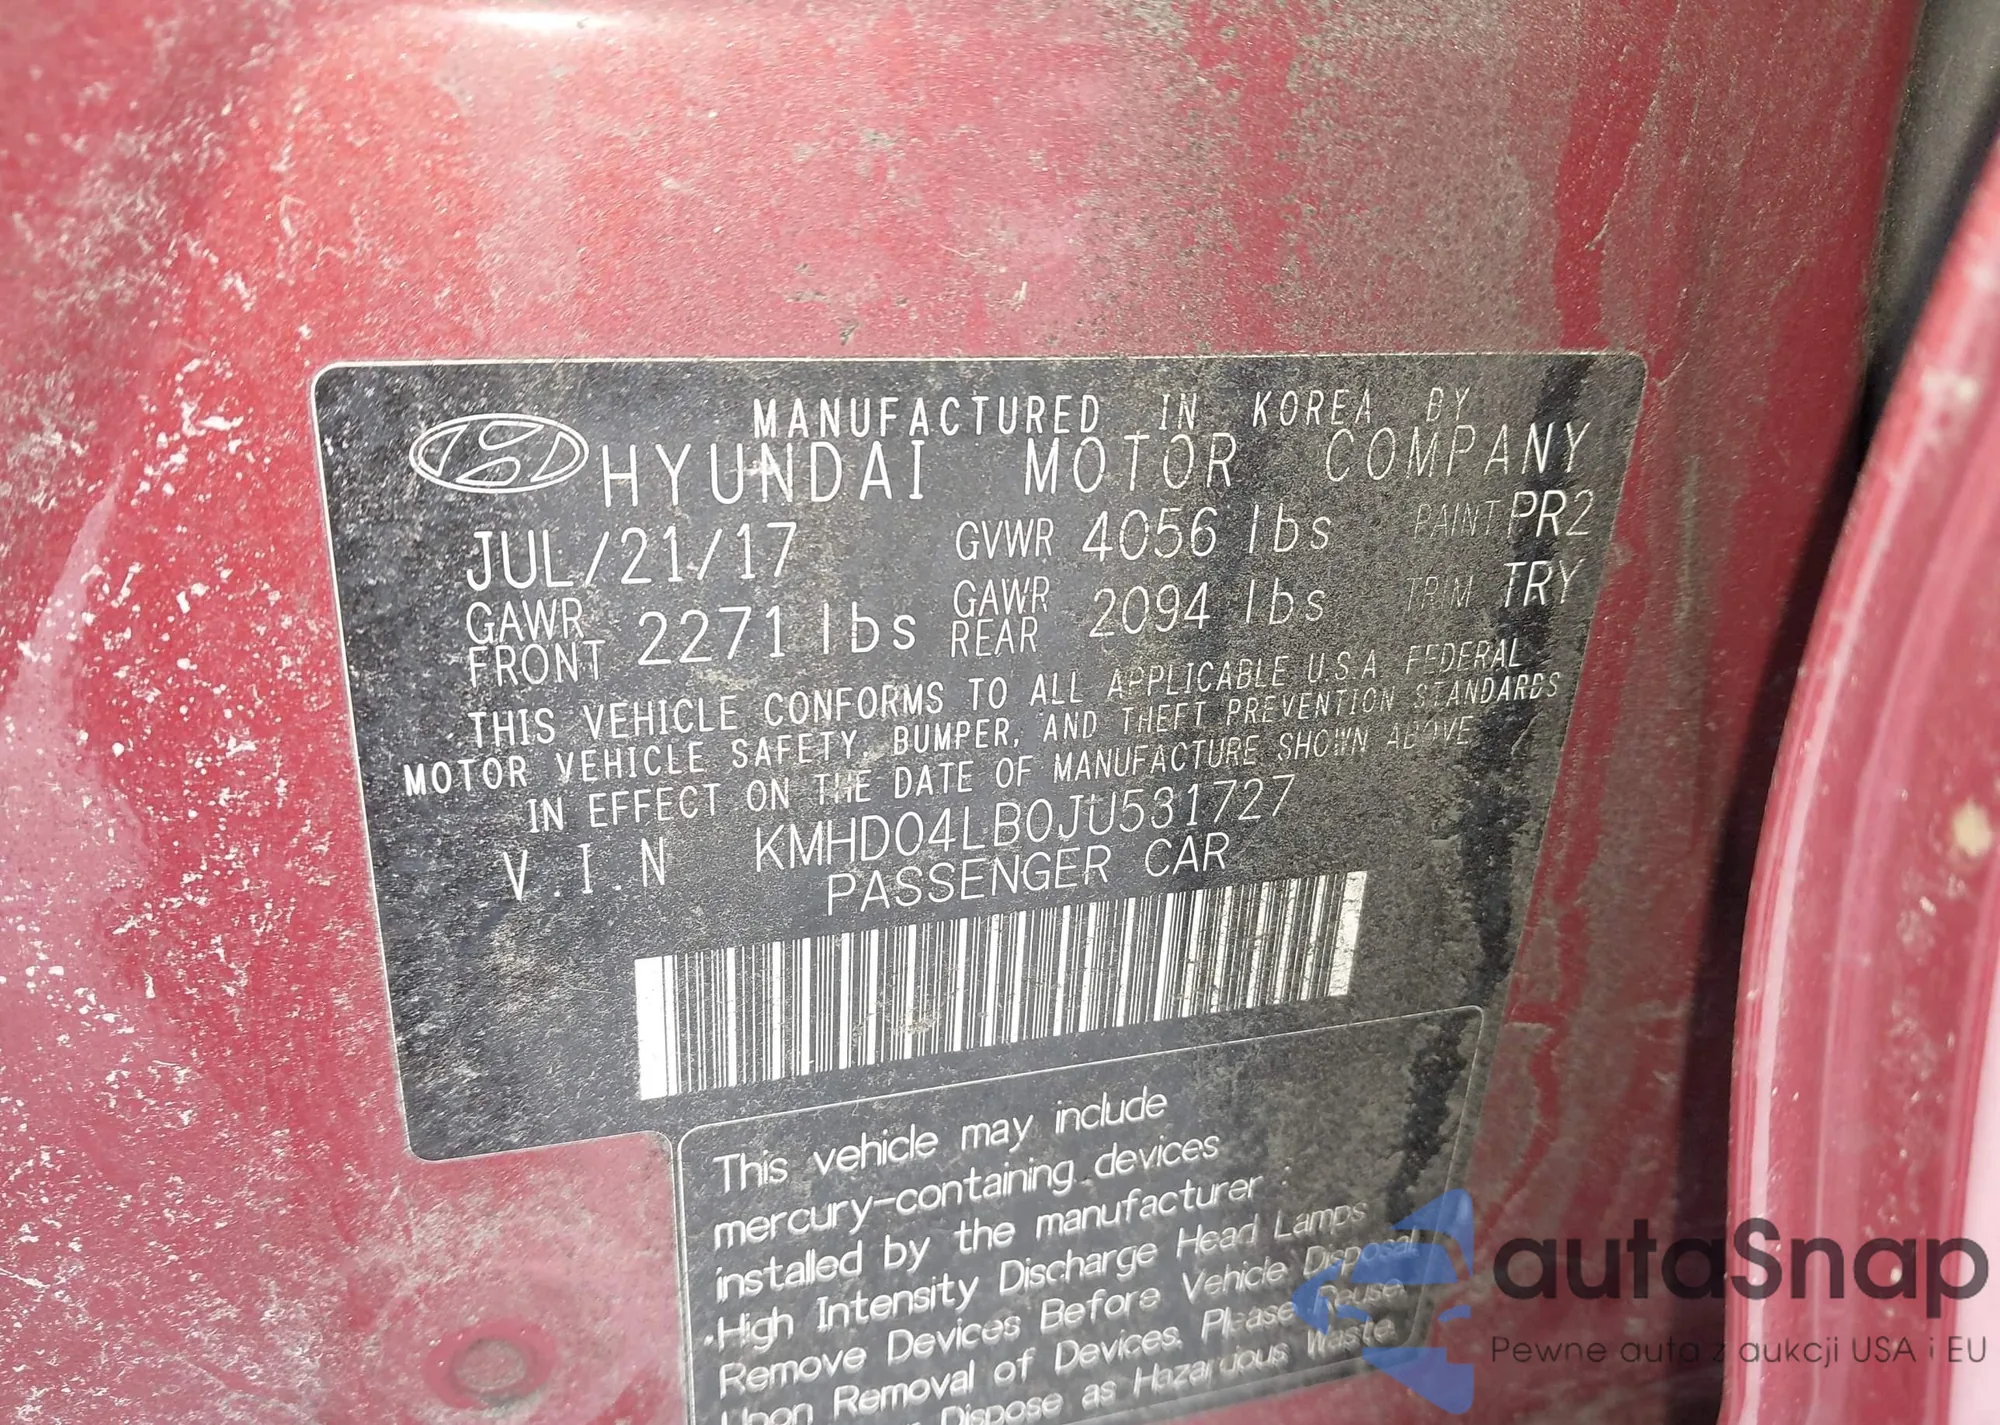 MANUFACTURED IN KOREA BY
HYUNDAI MOTOR COMPANY
JUL/21/17 GVWR 4056 lbs PAINT PR2
GAWR FRONT 2271 lbs GAWR REAR 2094 lbs TRIM TRY
THIS VEHICLE CONFORMS TO ALL APPLICABLE U.S.A FEDERAL
MOTOR VEHICLE SAFETY, BUMPER, AND THEFT PREVENTION STANDARDS
IN EFFECT ON THE DATE OF MANUFACTURE SHOWN ABOVE
V.I.N KMHD04LB0JU531727
PASSENGER CAR
This vehicle may include
mercury-containing devices
installed by the manufacturer :
·High Intensity Discharge Head Lamps
Remove Devices Before Vehicle Disposal
Upon Removal of Devices. Please Reuse.
Dispose as Hazardous Waste.
autaSnap
Pewne auta z aukcji USA i EU